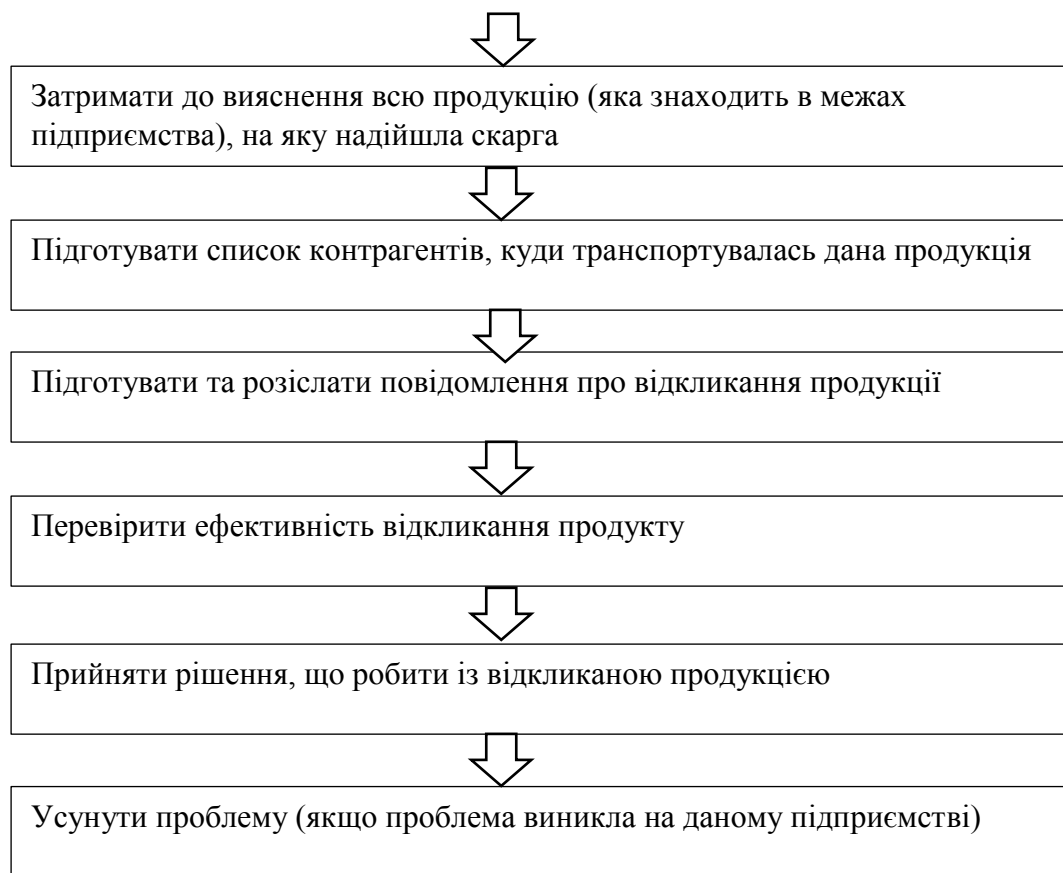 Затримати до вияснення всю продукцію (яка знаходить в межах
підприємства), на яку надійшла скарга
Підготувати список контрагентів, куди транспортувалась дана продукція
Підготувати та розіслати повідомлення про відкликання продукції
Перевірити ефективність відкликання продукту
Прийняти рішення, що робити із відкликаною продукцією
Усунути проблему (якщо проблема виникла на даному підприємстві)